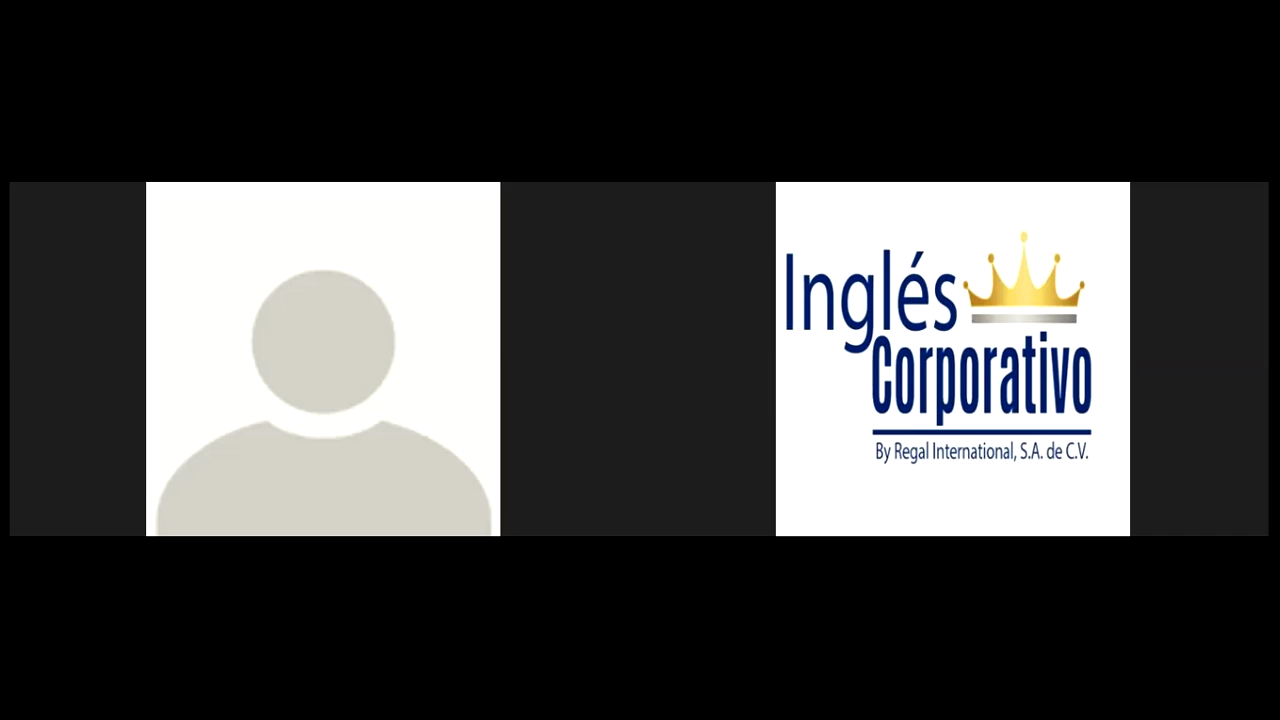 Inglés
Corporativo
By Regal International, S.A. de C.V.